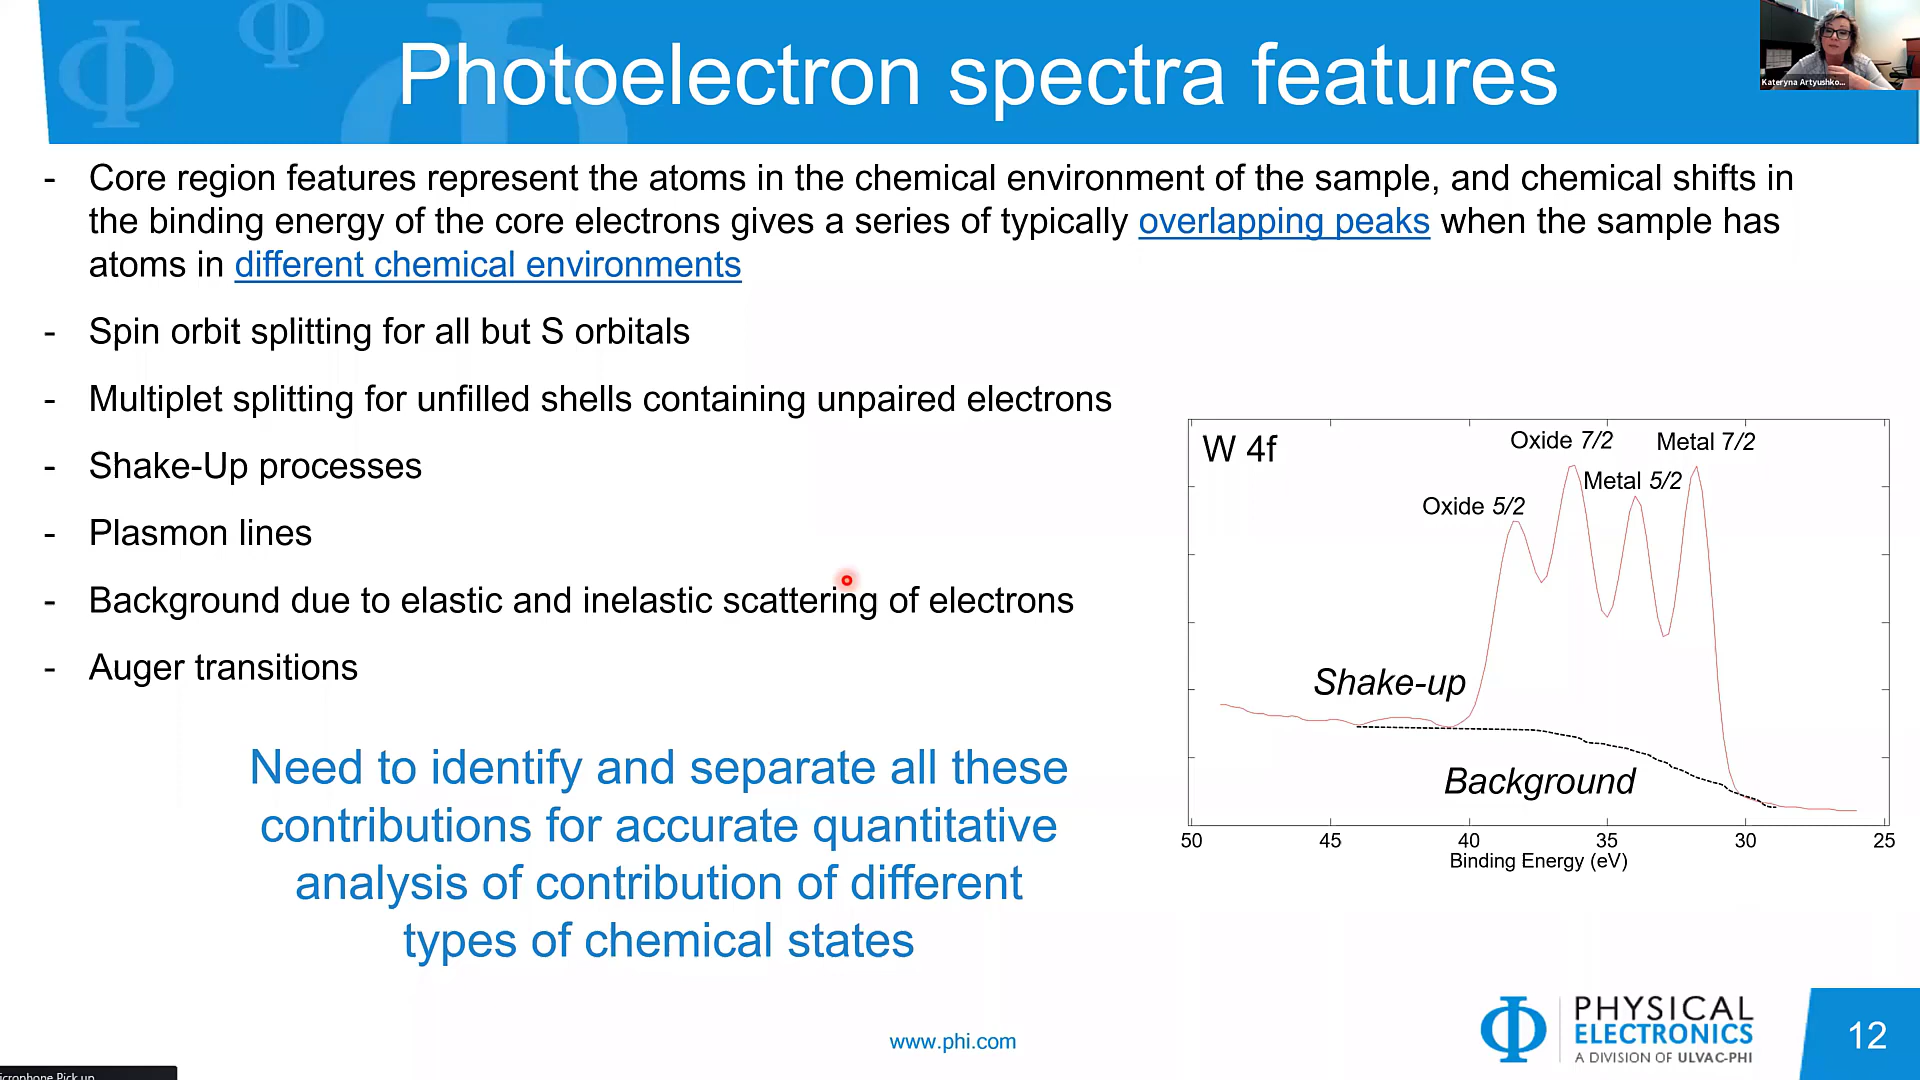 Photoelectron spectra features
Kateryna Artyushko...
- Core region features represent the atoms in the chemical environment of the sample, and chemical shifts in
the binding energy of the core electrons gives a series of typically overlapping peaks when the sample has
atoms in different chemical environments
- Spin orbit splitting for all but S orbitals
- Multiplet splitting for unfilled shells containing unpaired electrons
- Shake-Up processes
- Plasmon lines
- Background due to elastic and inelastic scattering of electrons
- Auger transitions
Need to identify and separate all these
contributions for accurate quantitative
analysis of contribution of different
types of chemical states
W 4f
Oxide 7/2
Metal 7/2
Metal 5/2
Oxide 5/2
Shake-up
Background
50 45 40 35 30 25
Binding Energy (eV)
www.phi.com
PHYSICAL
ELECTRONICS
A DIVISION OF ULVAC-PHI
12
icrophone Pick up